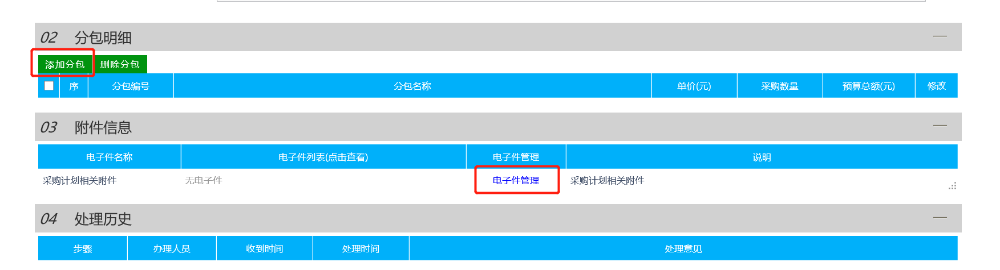 02 分包明细
添加分包 删除分包
序 分包编号 分包名称 单价(元) 采购数量 预算总额(元) 修改
03 附件信息
电子件名称 电子件列表(点击查看) 电子件管理 说明
采购计划相关附件 无电子件 电子件管理 采购计划相关附件
04 处理历史
步骤 办理人员 收到时间 处理时间 处理意见